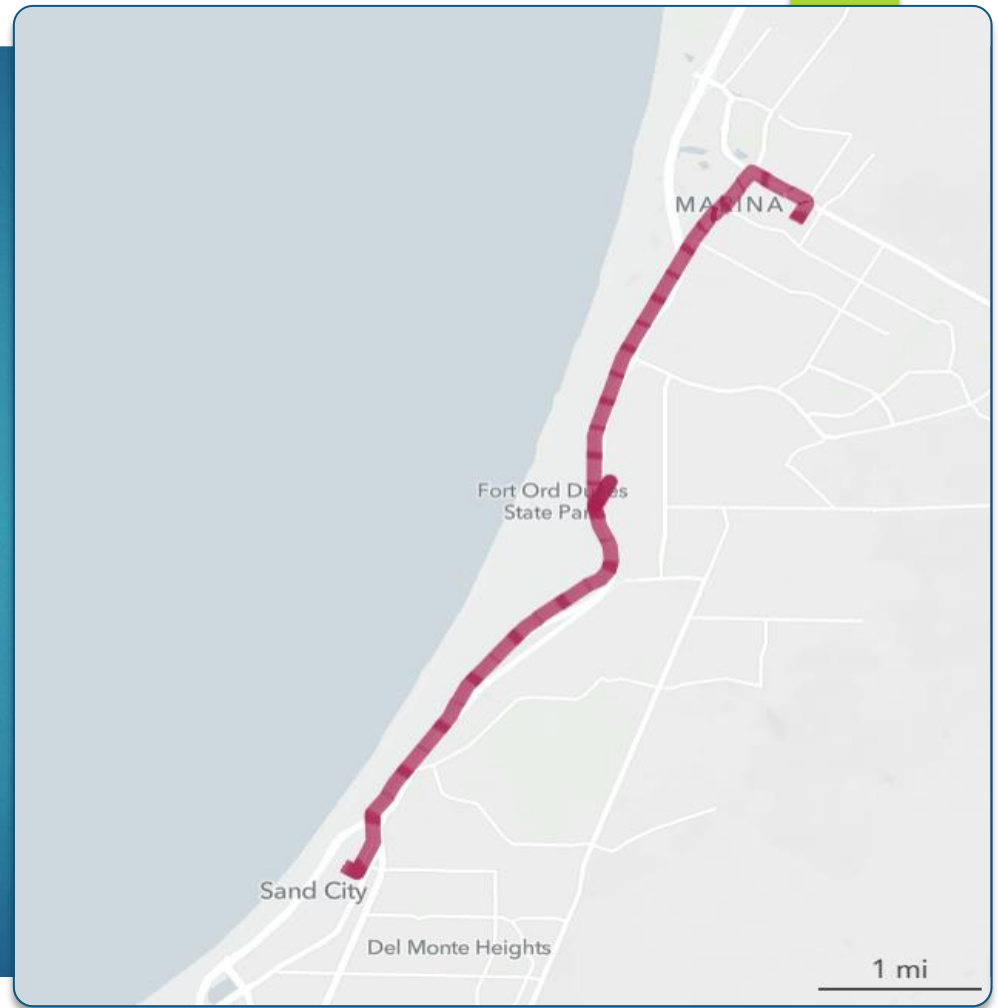 MARINA
Fort Ord Dunes
State Park
Sand City
Del Monte Heights
1 mi